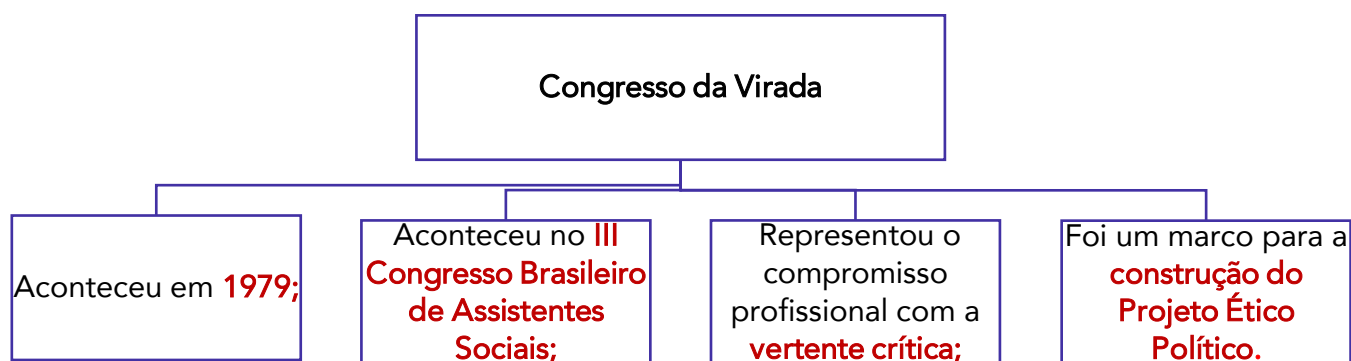 Congresso da Virada
Aconteceu em 1979;
Aconteceu no III
Congresso Brasileiro
de Assistentes
Sociais;
Representou o
compromisso
profissional com a
vertente crítica;
Foi um marco para a
construção do
Projeto Ético
Político.